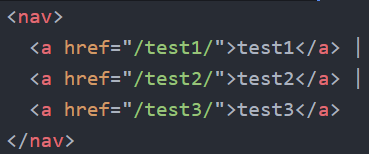 <nav>
  <a href="/test1/">test1</a> |
  <a href="/test2/">test2</a> |
  <a href="/test3/">test3</a>
</nav>